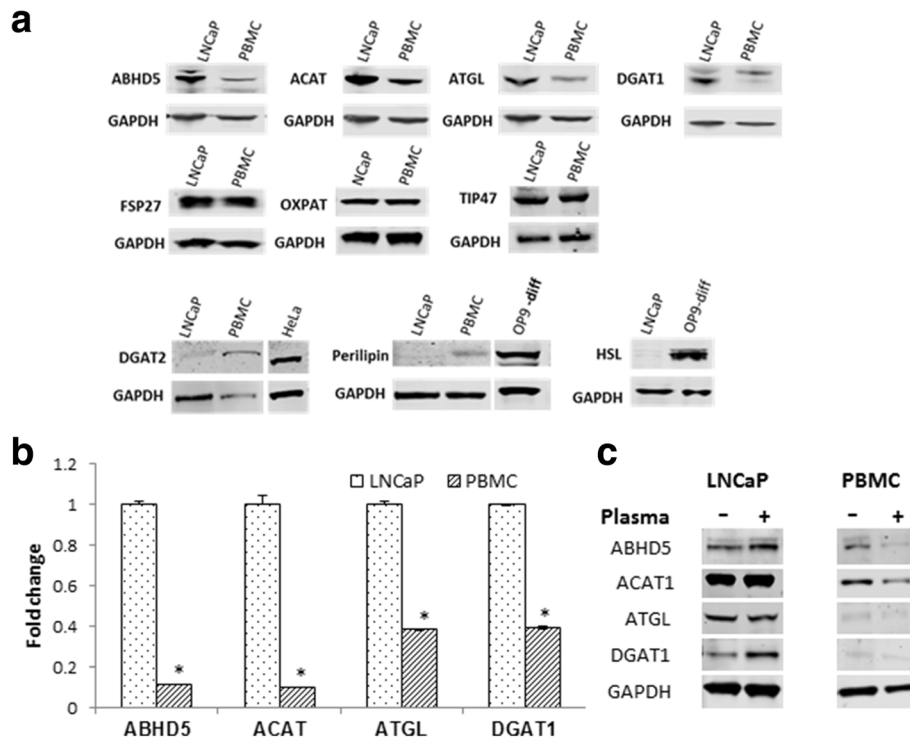 a
LNCaP PBMC LNCaP PBMC LNCaP PBMC LNCaP PBMC
ABHD5 ACAT ATGL DGAT1
GAPDH GAPDH GAPDH GAPDH
LNCaP PBMC NCaP PBMC LNCaP PBMC
FSP27 OXPAT TIP47
GAPDH GAPDH GAPDH
LNCaP PBMC HeLa LNCaP PBMC OP9-diff LNCaP OP9-diff
DGAT2 Perilipin HSL
GAPDH GAPDH GAPDH
b
1.2
1
0.8
0.6
0.4
0.2
0
Fold change
LNCaP PBMC
* * * *
ABHD5 ACAT ATGL DGAT1
c
LNCaP PBMC
Plasma − + − +
ABHD5
ACAT1
ATGL
DGAT1
GAPDH